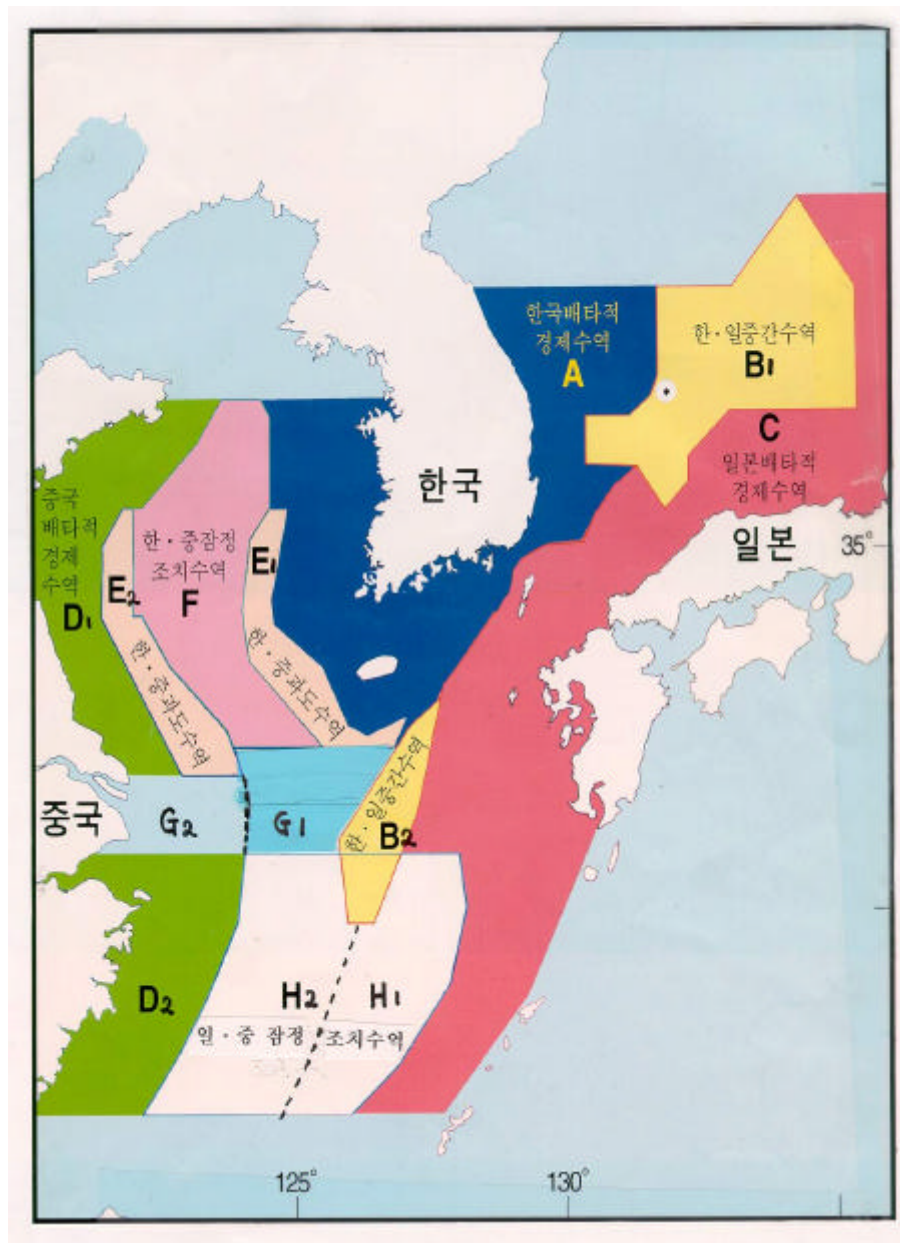 한국배타적
경제수역
A
한·일중간수역
B1
C
일본배타적
경제수역
한국
일본
35°
중국
배타적
경제
수역
D1
E2
한·중잠정
조치수역
F
E1
한·중과도수역
한·중과도수역
한·일중간수역
B2
중국
G2
G1
D2
H2
H1
일·중 잠정 조치수역
125°
130°